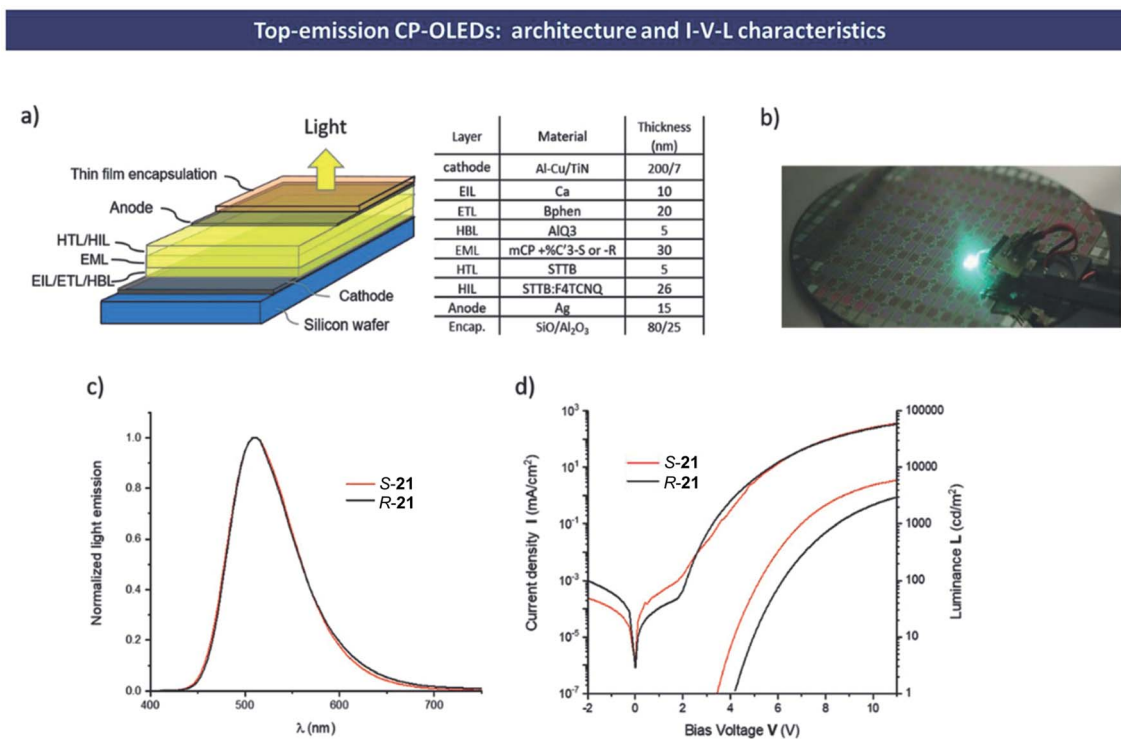 Top-emission CP-OLEDs: architecture and I-V-L characteristics
a)
Light
Thin film encapsulation
Anode
HTL/HIL
EML
EIL/ETL/HBL
Cathode
Silicon wafer
Layer Material Thickness (nm)
cathode Al-Cu/TiN 200/7
EIL Ca 10
ETL Bphen 20
HBL AlQ3 5
EML mCP +%C'3-S or -R 30
HTL STTB 5
HIL STTB:F4TCNQ 26
Anode Ag 15
Encap. SiO/Al₂O₃ 80/25
b)
c)
Normalized light emission
1.0
0.8
0.6
0.4
0.2
0.0
400 500 600 700
λ (nm)
S-21
R-21
d)
Current density I (mA/cm²)
10³
10¹
10⁻¹
10⁻³
10⁻⁵
10⁻⁷
-2 0 2 4 6 8 10
Bias Voltage V (V)
S-21
R-21
100000
10000
1000
100
10
1
Luminance L (cd/m²)